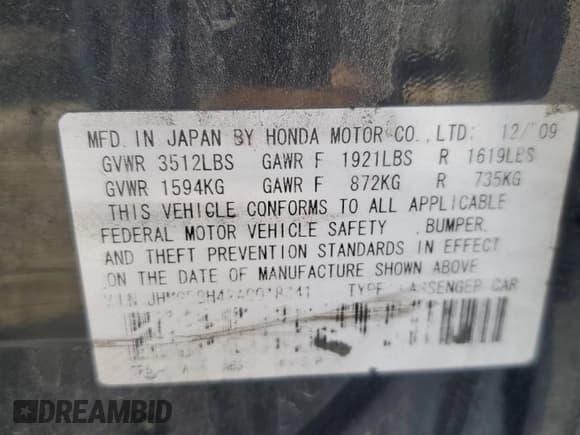 MFD. IN JAPAN BY HONDA MOTOR CO.,LTD: 12/09
GVWR 3512LBS GAWR F 1921LBS R 1619LBS
GVWR 1594KG GAWR F 872KG R 735KG
THIS VEHICLE CONFORMS TO ALL APPLICABLE
FEDERAL MOTOR VEHICLE SAFETY , BUMPER,
AND THEFT PREVENTION STANDARDS IN EFFECT
ON THE DATE OF MANUFACTURE SHOWN ABOVE
TYPE: PASSENGER CAR
DREAMBID